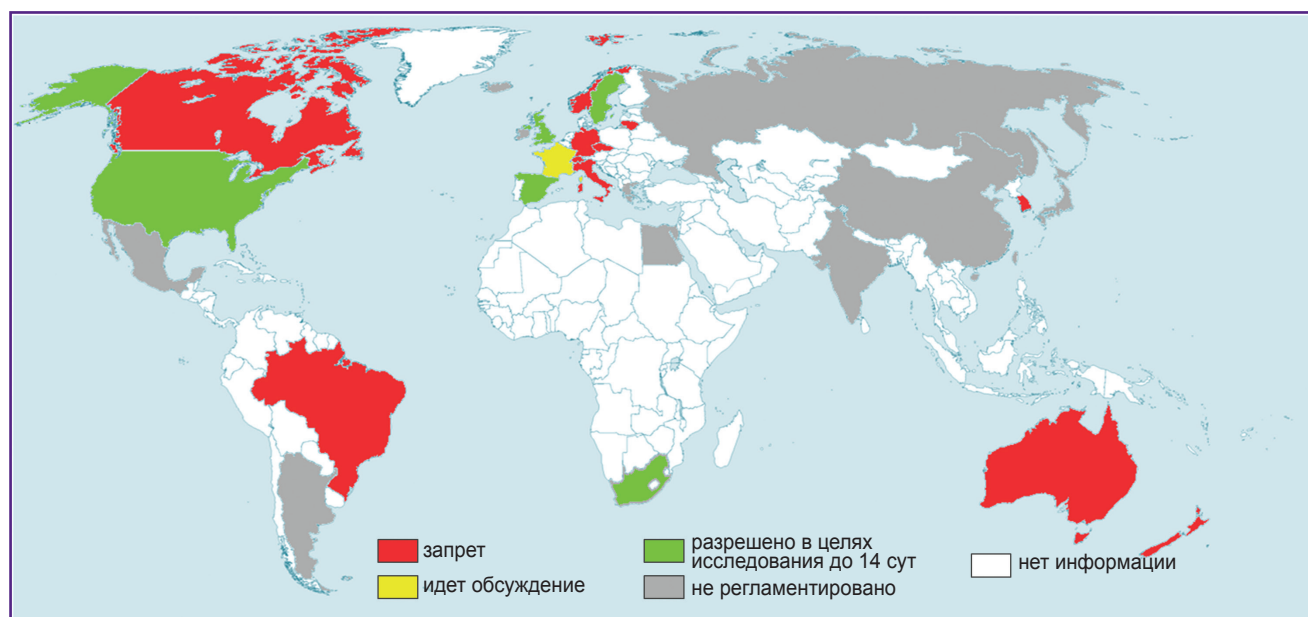 запрет
идет обсуждение
разрешено в целях
исследования до 14 сут
не регламентировано
нет информации